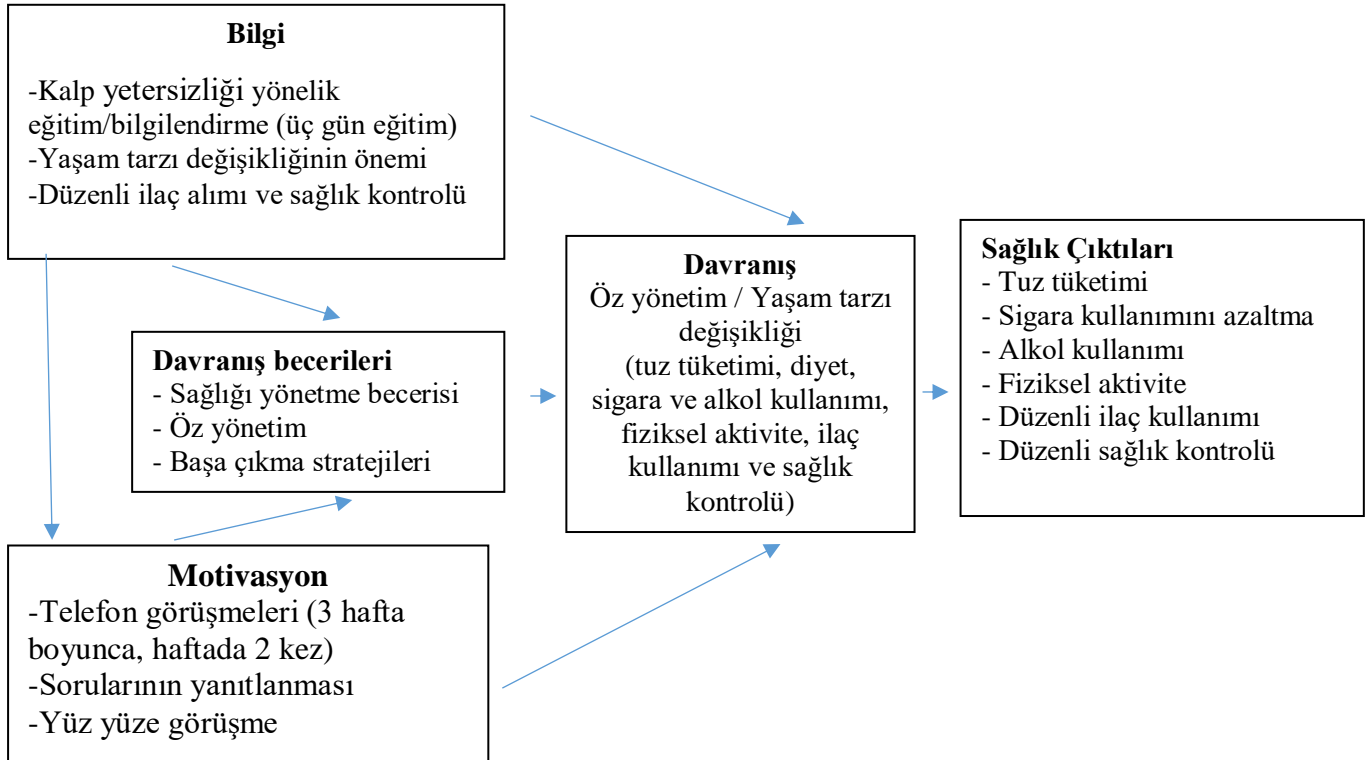 Bilgi
-Kalp yetersizliği yönelik
eğitim/bilgilendirme (üç gün eğitim)
-Yaşam tarzı değişikliğinin önemi
-Düzenli ilaç alımı ve sağlık kontrolü
Davranış becerileri
- Sağlığı yönetme becerisi
- Öz yönetim
- Başa çıkma stratejileri
Motivasyon
-Telefon görüşmeleri (3 hafta
boyunca, haftada 2 kez)
-Sorularının yanıtlanması
-Yüz yüze görüşme
Davranış
Öz yönetim / Yaşam tarzı
değişikliği
(tuz tüketimi, diyet,
sigara ve alkol kullanımı,
fiziksel aktivite, ilaç
kullanımı ve sağlık
kontrolü)
Sağlık Çıktıları
- Tuz tüketimi
- Sigara kullanımını azaltma
- Alkol kullanımı
- Fiziksel aktivite
- Düzenli ilaç kullanımı
- Düzenli sağlık kontrolü